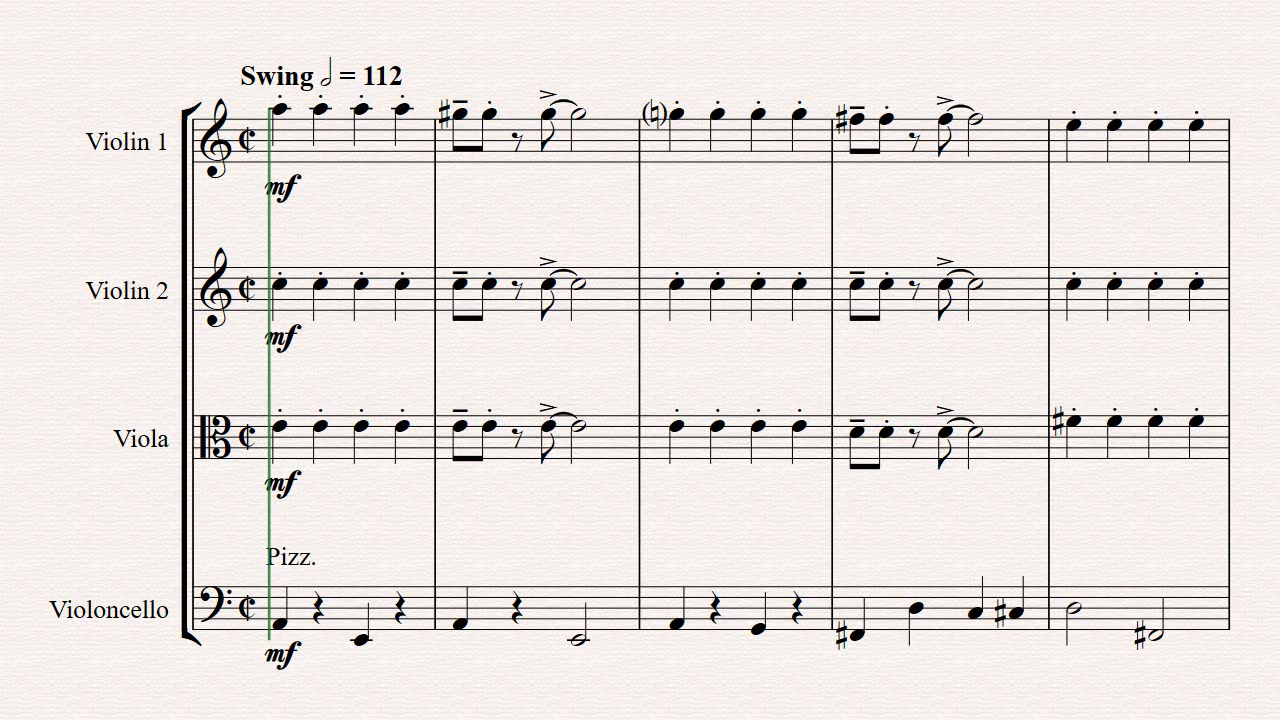 Swing 𝅗𝅥 = 112
Violin 1
mf
Violin 2
mf
Viola
mf
Pizz.
Violoncello
mf